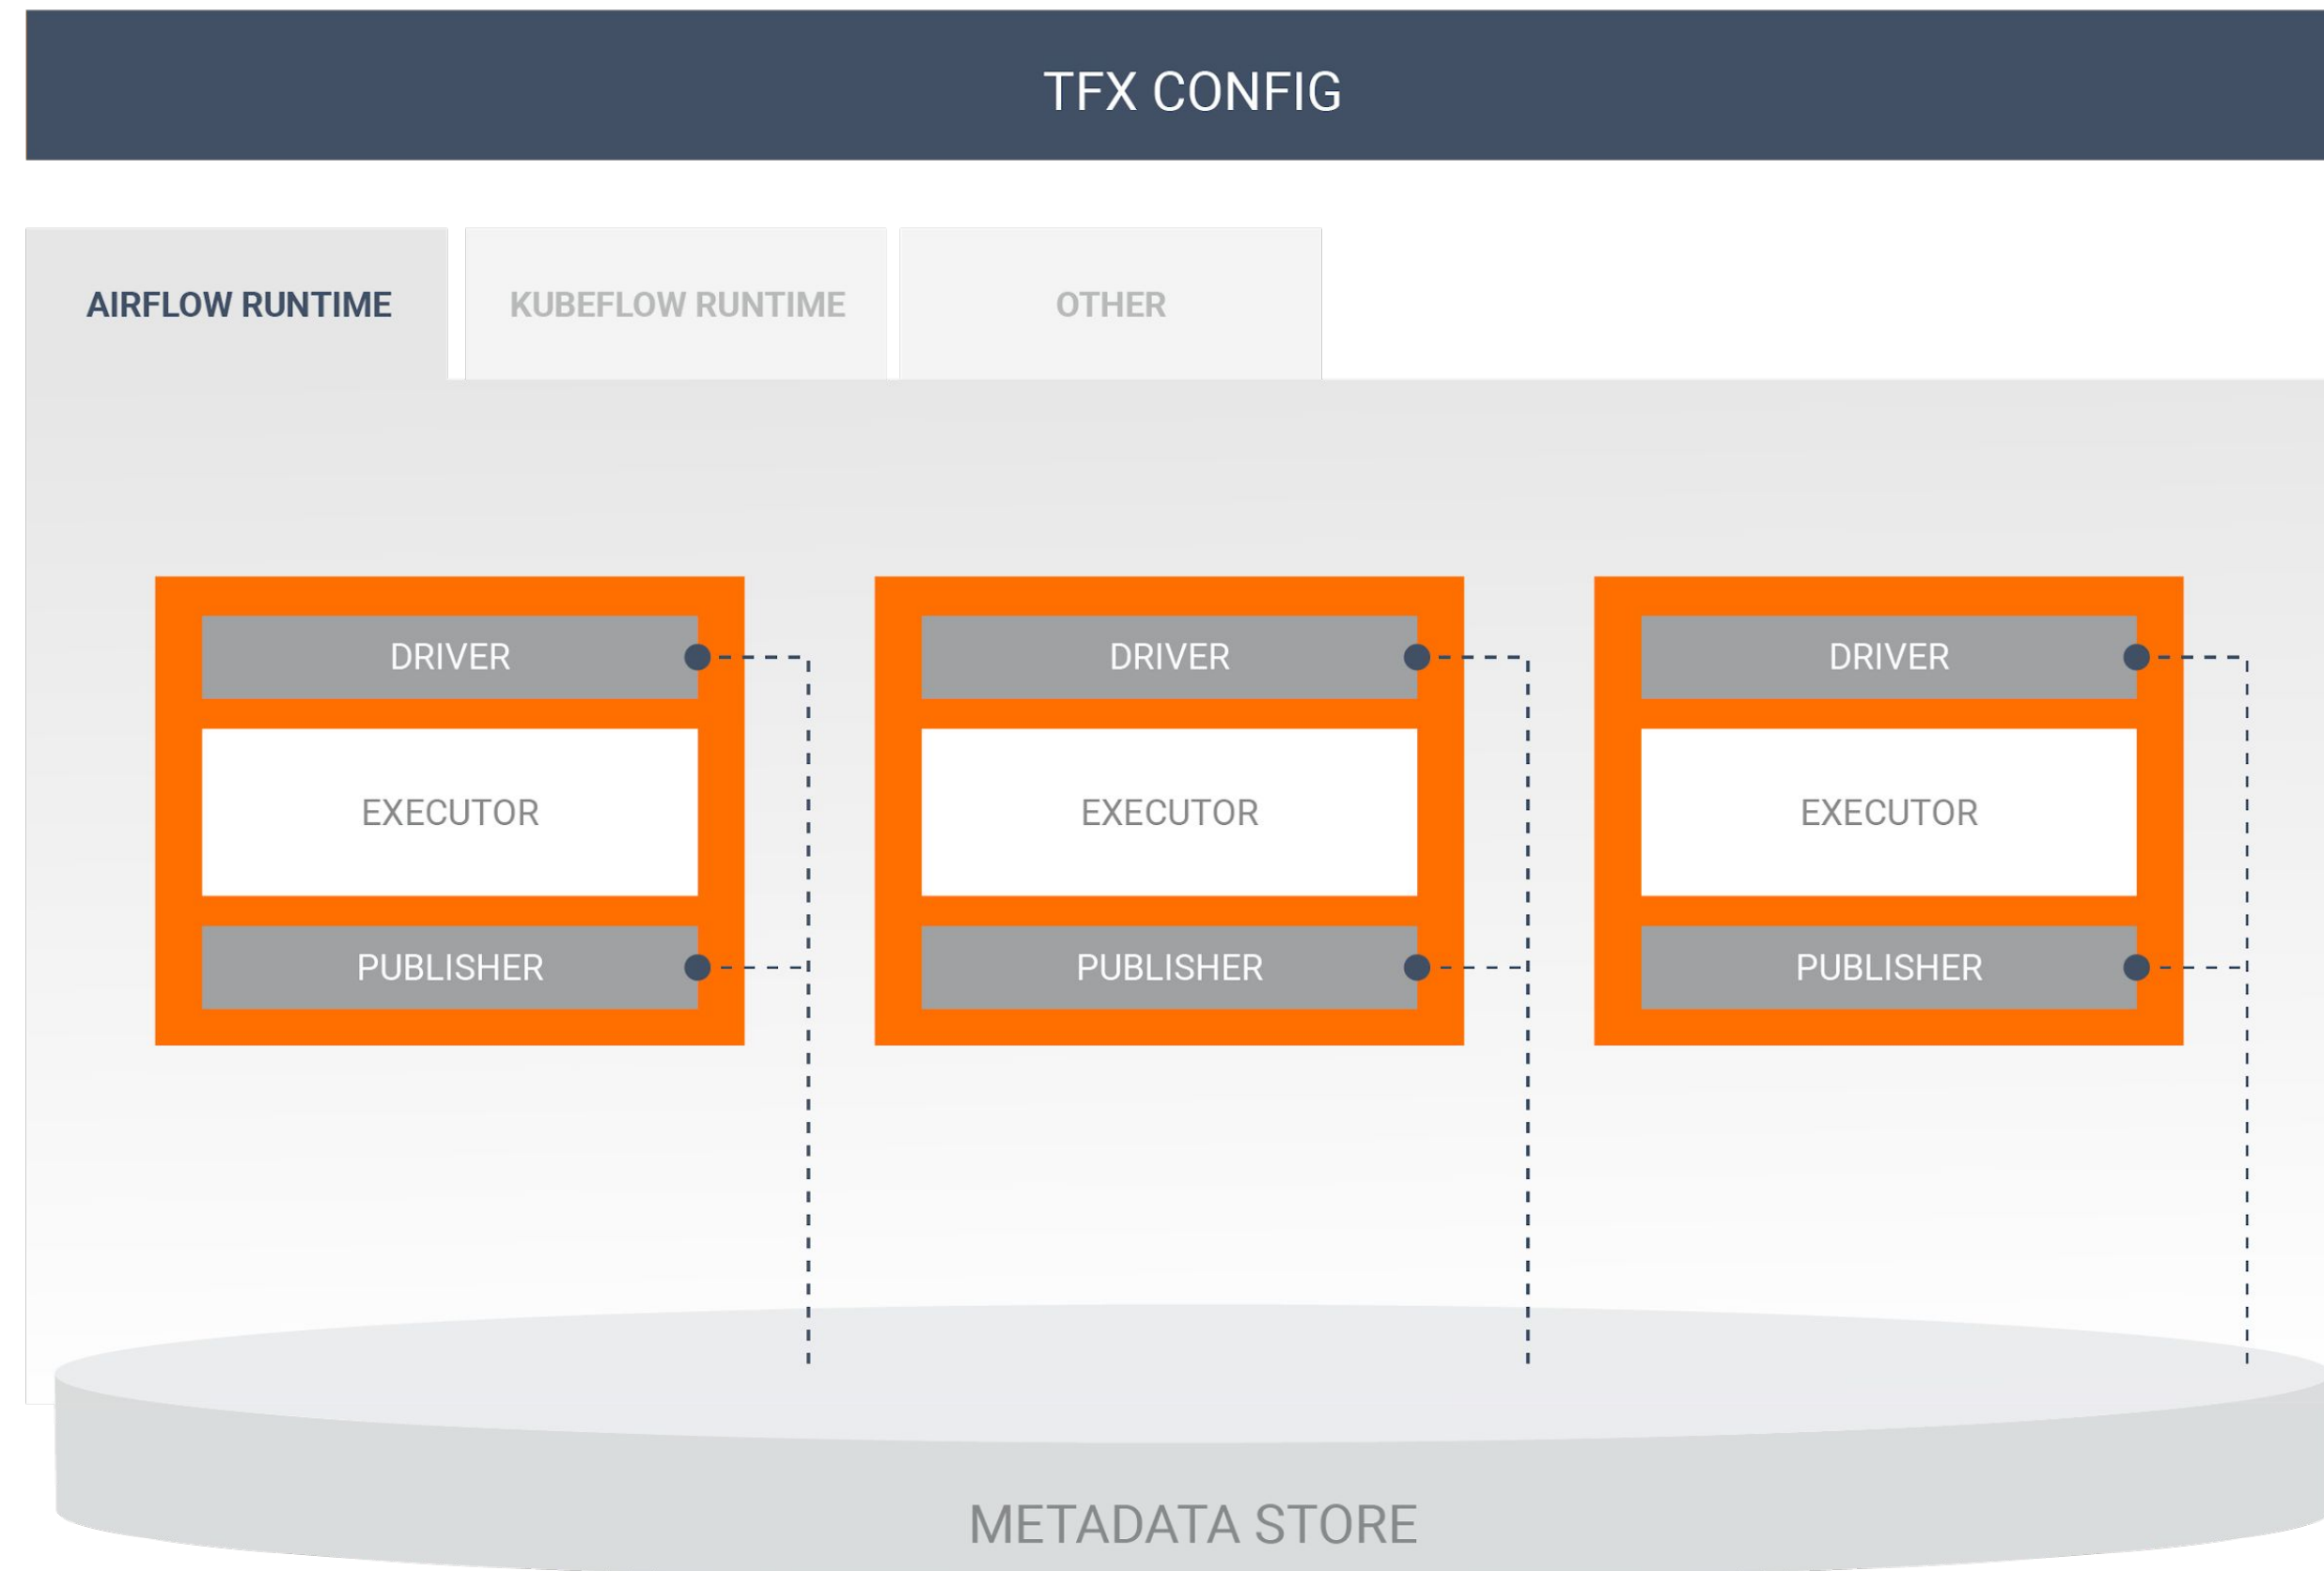 TFX CONFIG
AIRFLOW RUNTIME
KUBEFLOW RUNTIME
OTHER
DRIVER
EXECUTOR
PUBLISHER
DRIVER
EXECUTOR
PUBLISHER
DRIVER
EXECUTOR
PUBLISHER
METADATA STORE